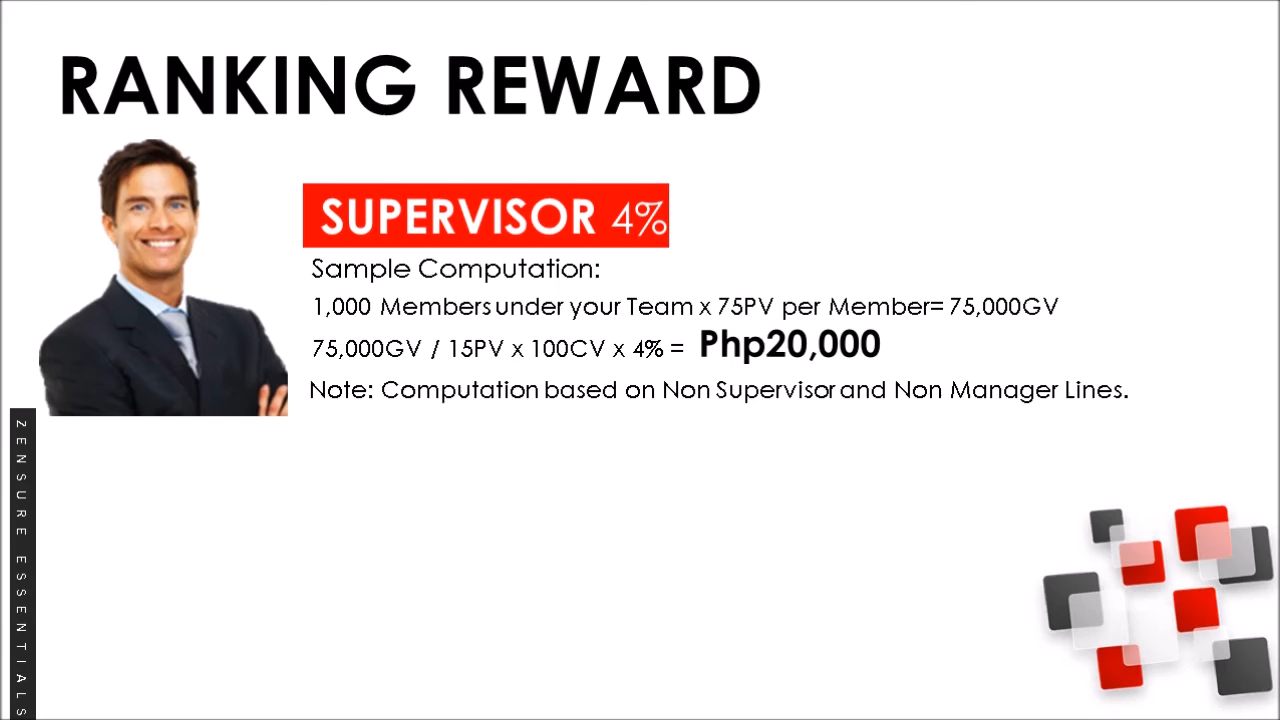 RANKING REWARD
SUPERVISOR 4%
Sample Computation:
1,000 Members under your Team x 75PV per Member= 75,000GV
75,000GV / 15PV x 100CV x 4% = Php20,000
Note: Computation based on Non Supervisor and Non Manager Lines.
ZENSURE ESSENTIALS